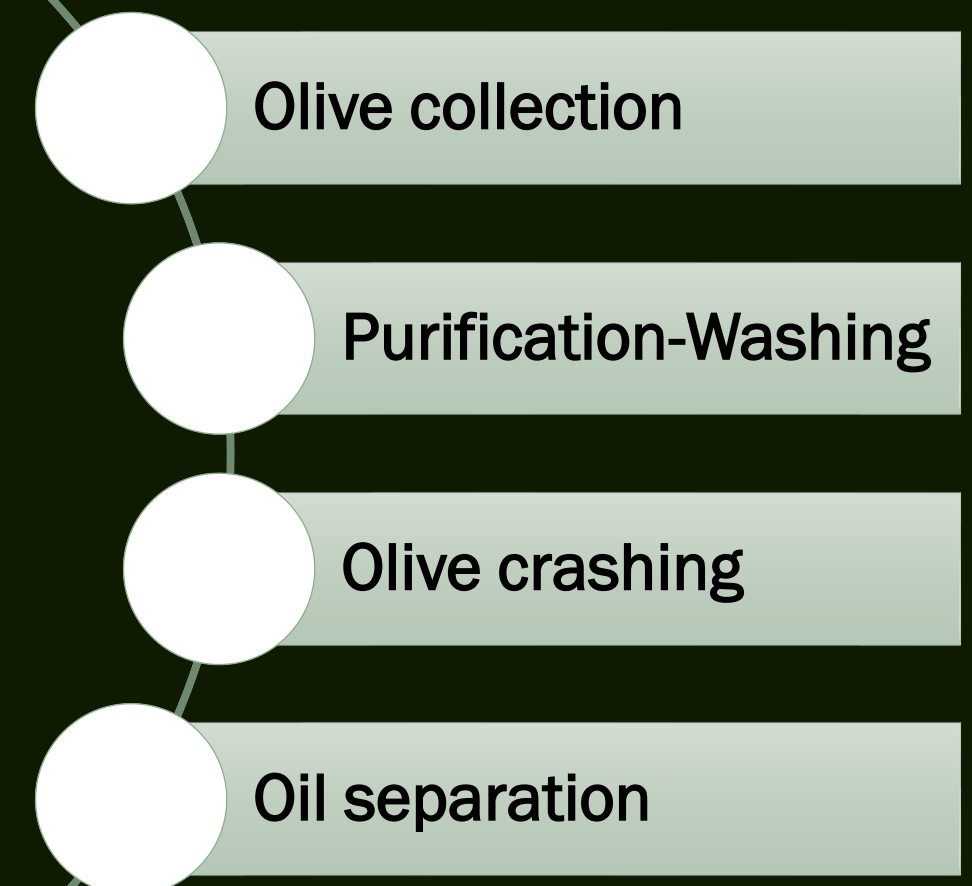 Olive collection
Purification-Washing
Olive crashing
Oil separation